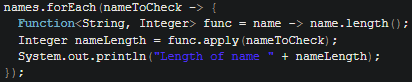 names.forEach(nameToCheck -> {
  Function<String, Integer> func = name -> name.length();
  Integer nameLength = func.apply(nameToCheck);
  System.out.println("Length of name " + nameLength);
});